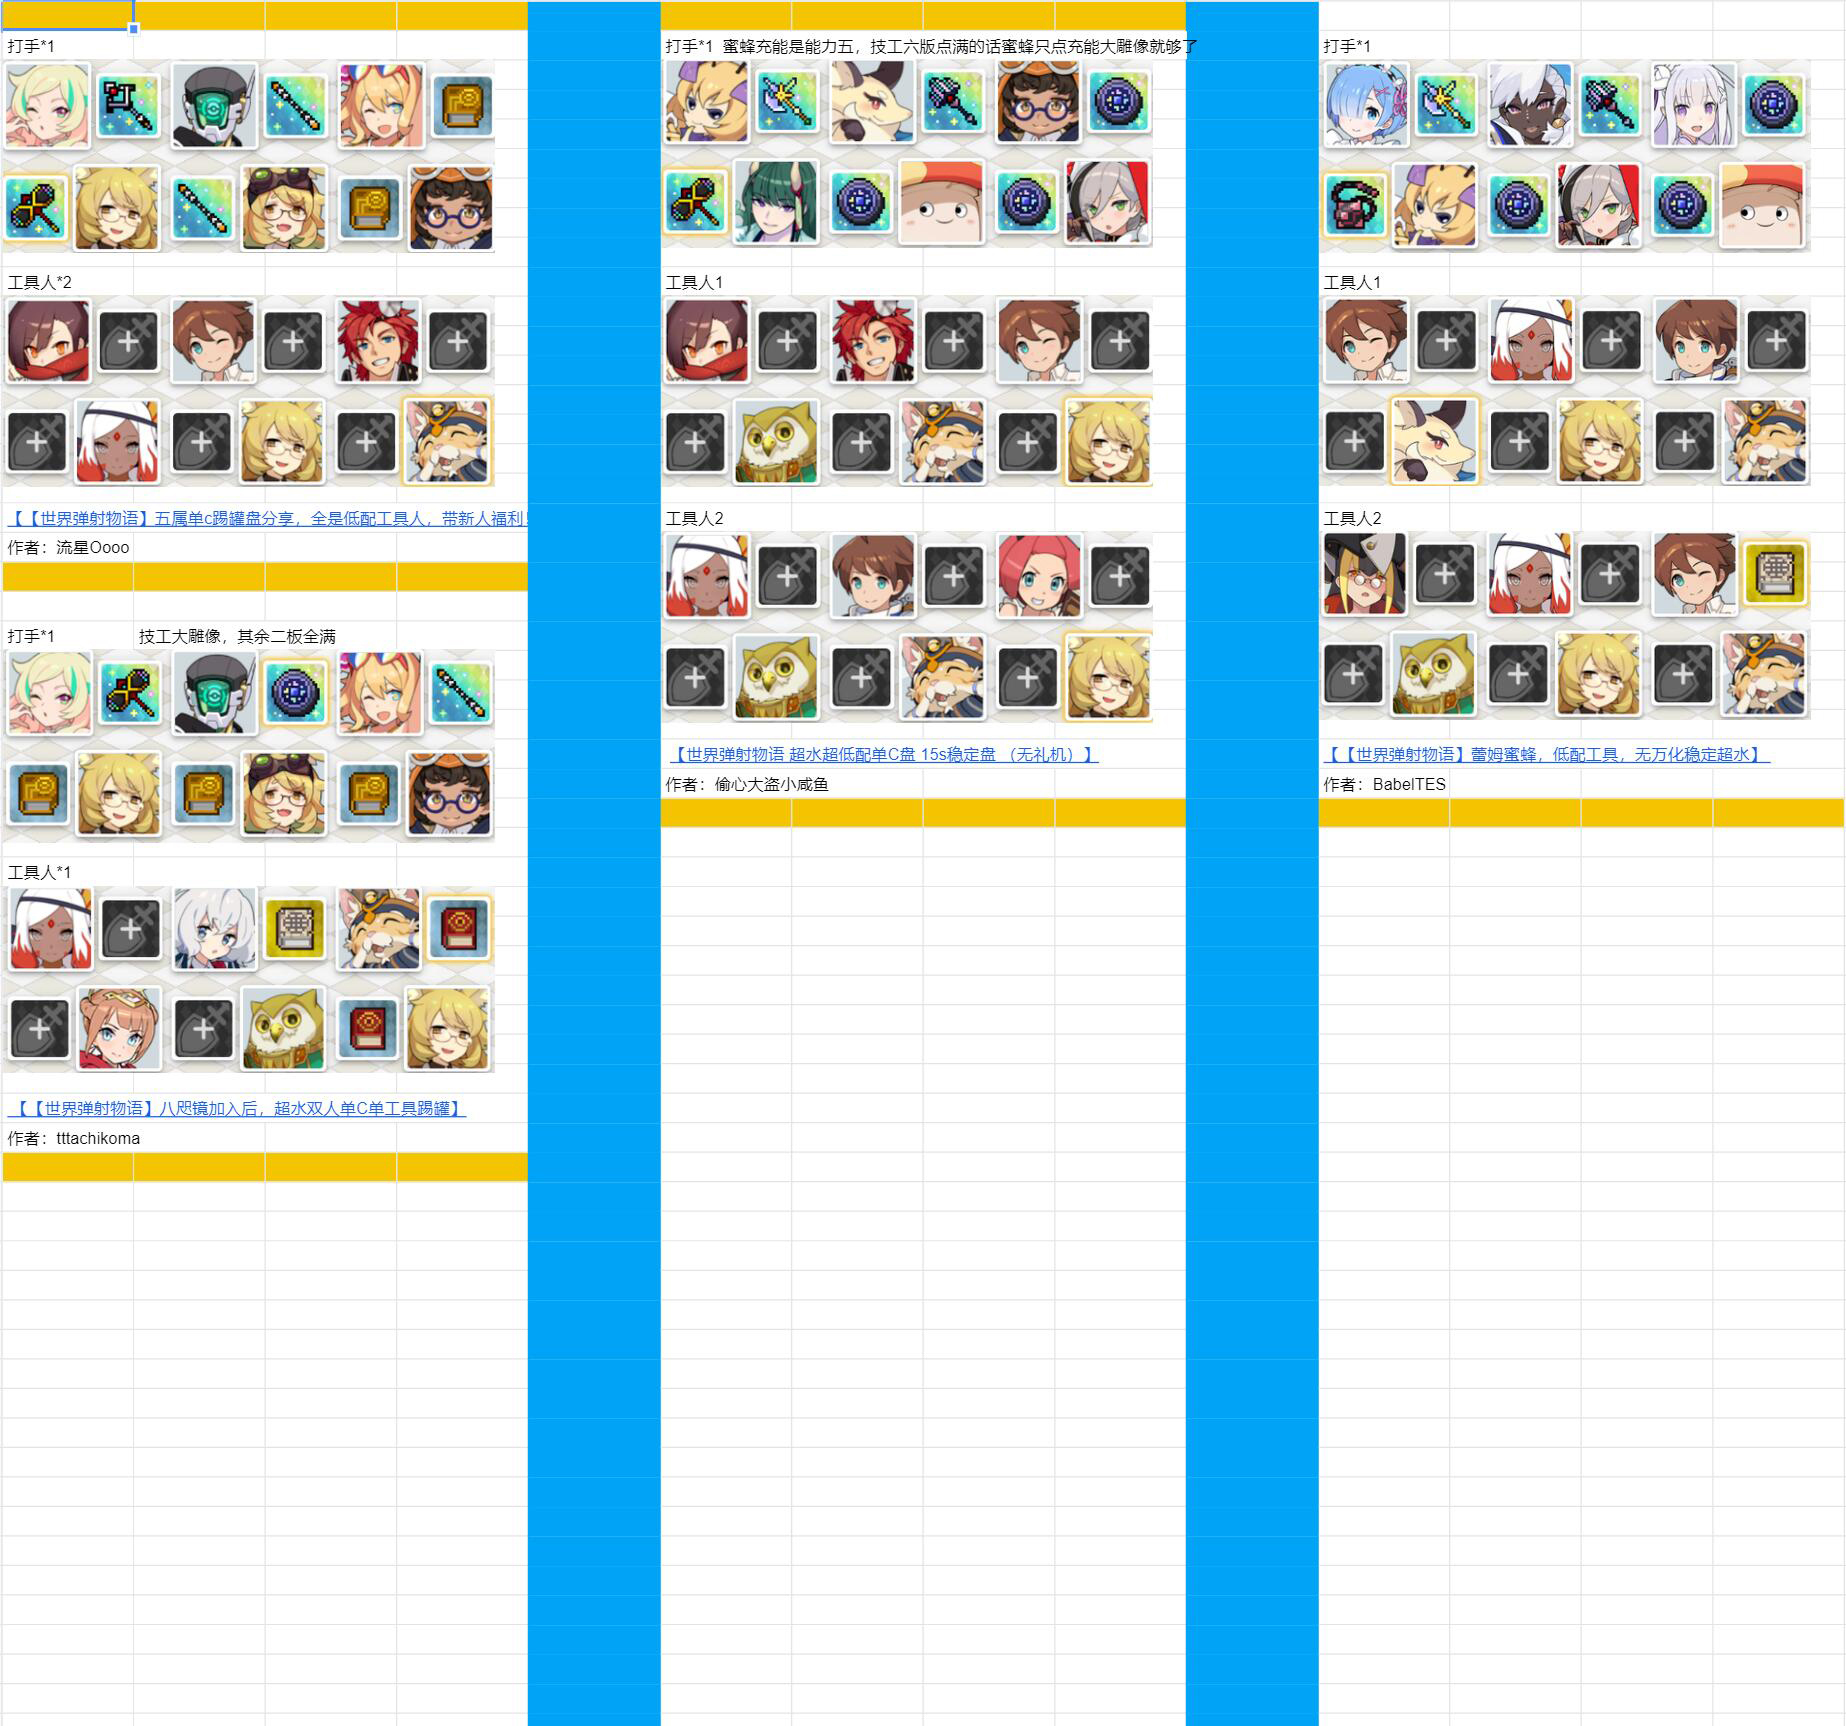 打手*1
工具人*2
【【世界弹射物语】五属单c踢罐盘分享，全是低配工具人，带新人福利！
作者：流星Oooo
打手*1 技工大雕像，其余二板全满
工具人*1
【【世界弹射物语】八咫镜加入后，超水双人单C单工具踢罐】
作者：tttachikoma
打手*1 蜜蜂充能是能力五，技工六版点满的话蜜蜂只点充能大雕像就够了
工具人1
工具人2
【世界弹射物语 超水超低配单C盘 15s稳定盘 （无礼机）】
作者：偷心大盗小咸鱼
打手*1
工具人1
工具人2
【【世界弹射物语】蕾姆蜜蜂，低配工具，无万化稳定超水】
作者：BabelTES